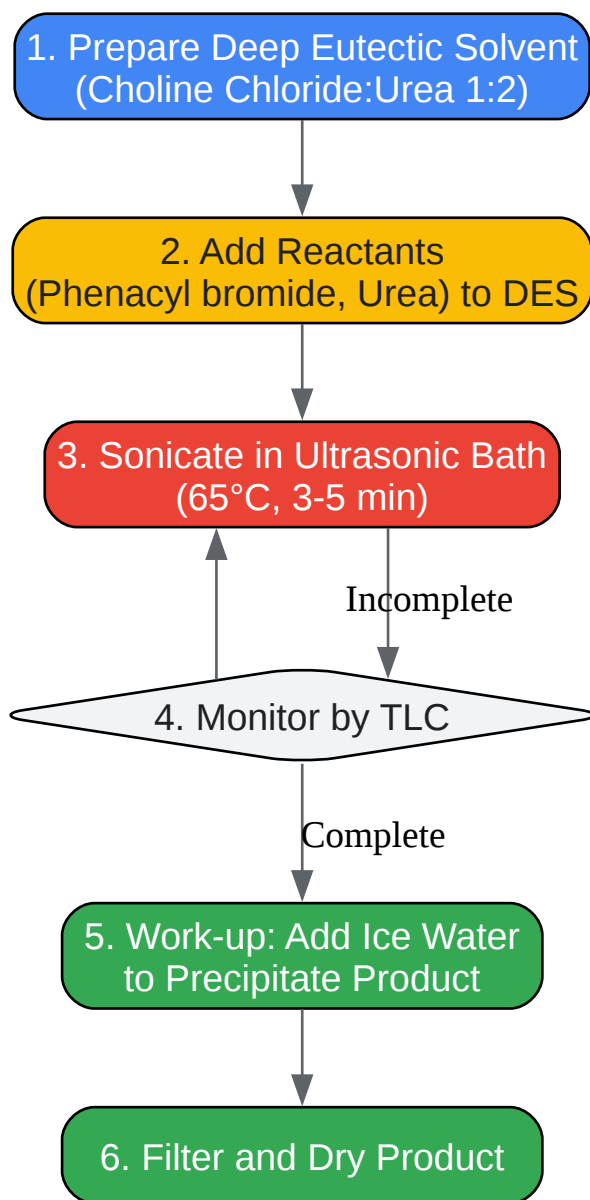 1. Prepare Deep Eutectic Solvent
(Choline Chloride:Urea 1:2)
2. Add Reactants
(Phenacyl bromide, Urea) to DES
3. Sonicate in Ultrasonic Bath
(65°C, 3-5 min)
Incomplete
4. Monitor by TLC
Complete
5. Work-up: Add Ice Water
to Precipitate Product
6. Filter and Dry Product